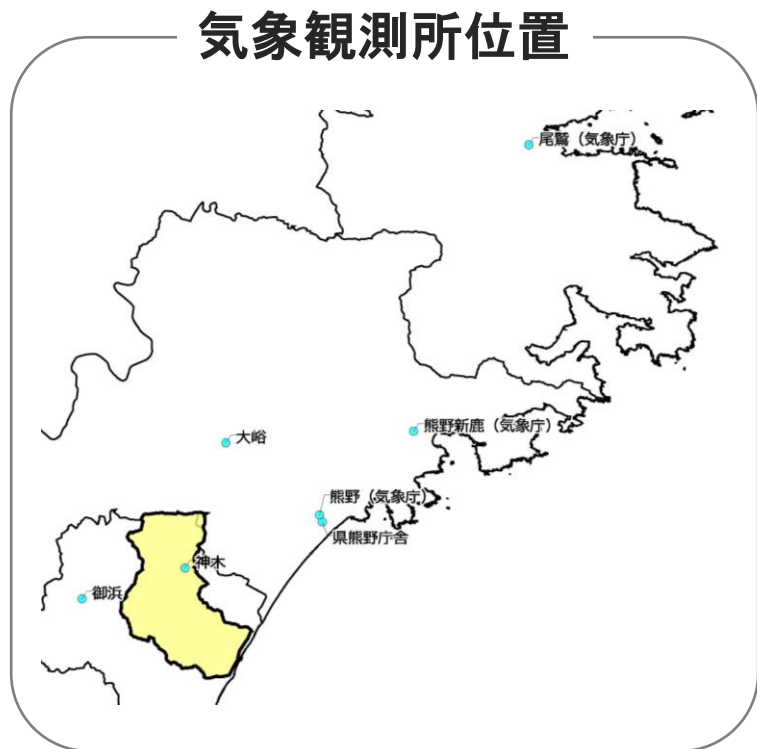 気象観測所位置
尾鷲（気象庁）
熊野新鹿（気象庁）
大峪
熊野（気象庁）
県熊野庁舎
神木
御浜